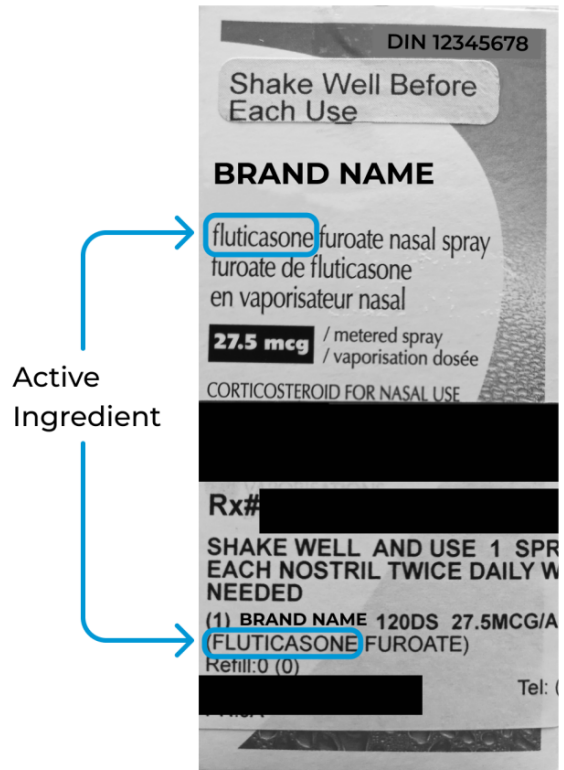 DIN 12345678
Shake Well Before
Each Use
BRAND NAME
fluticasone furoate nasal spray
furoate de fluticasone
en vaporisateur nasal
27.5 mcg / metered spray
/ vaporisation dosée
CORTICOSTEROID FOR NASAL USE
Active
Ingredient
Rx#
SHAKE WELL AND USE 1 SPR
EACH NOSTRIL TWICE DAILY W
NEEDED
(1) BRAND NAME 120DS 27.5MCG/A
(FLUTICASONE FUROATE)
Refill:0 (0)
Tel: (